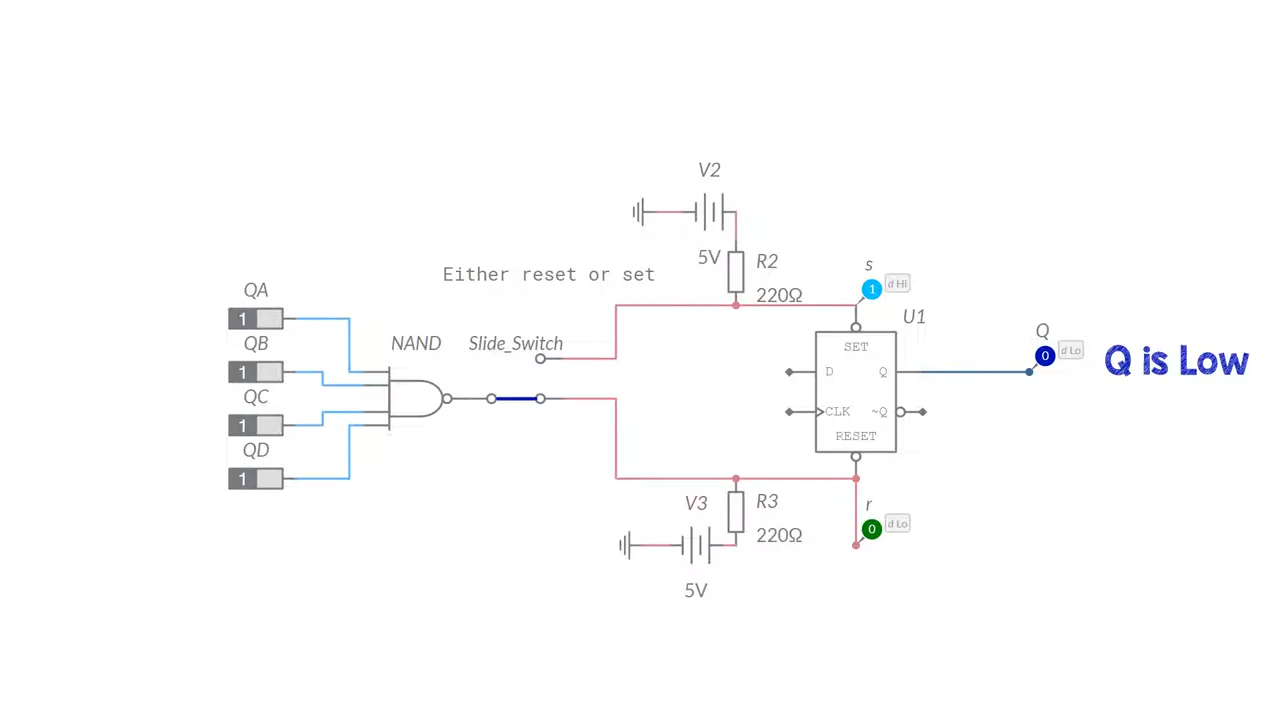 V2
5V
R2
220Ω
Either reset or set
s
1
d Hi
QA
1
U1
QB
1
NAND
Slide_Switch
SET
Q
0
d Lo
Q is Low
D
Q
QC
1
CLK
~Q
RESET
QD
1
V3
R3
220Ω
r
0
d Lo
5V